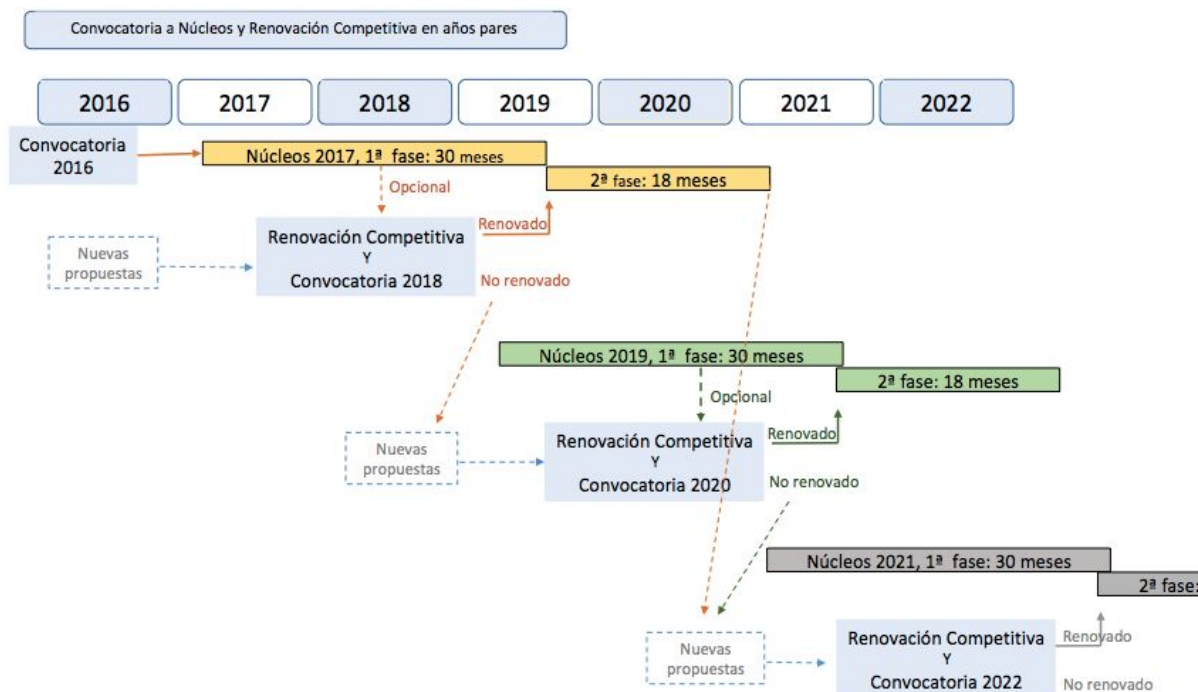 Convocatoria a Núcleos y Renovación Competitiva en años pares
2016 2017 2018 2019 2020 2021 2022
Convocatoria
2016
Núcleos 2017, 1ª fase: 30 meses
2ª fase: 18 meses
Opcional
Renovado
Renovación Competitiva
Y
Convocatoria 2018
Nuevas
propuestas
No renovado
Núcleos 2019, 1ª fase: 30 meses
2ª fase: 18 meses
Opcional
Renovado
Nuevas
propuestas
Renovación Competitiva
Y
Convocatoria 2020
No renovado
Núcleos 2021, 1ª fase: 30 meses
2ª fase:
Nuevas
propuestas
Renovación Competitiva
Y
Convocatoria 2022
Renovado
No renovado